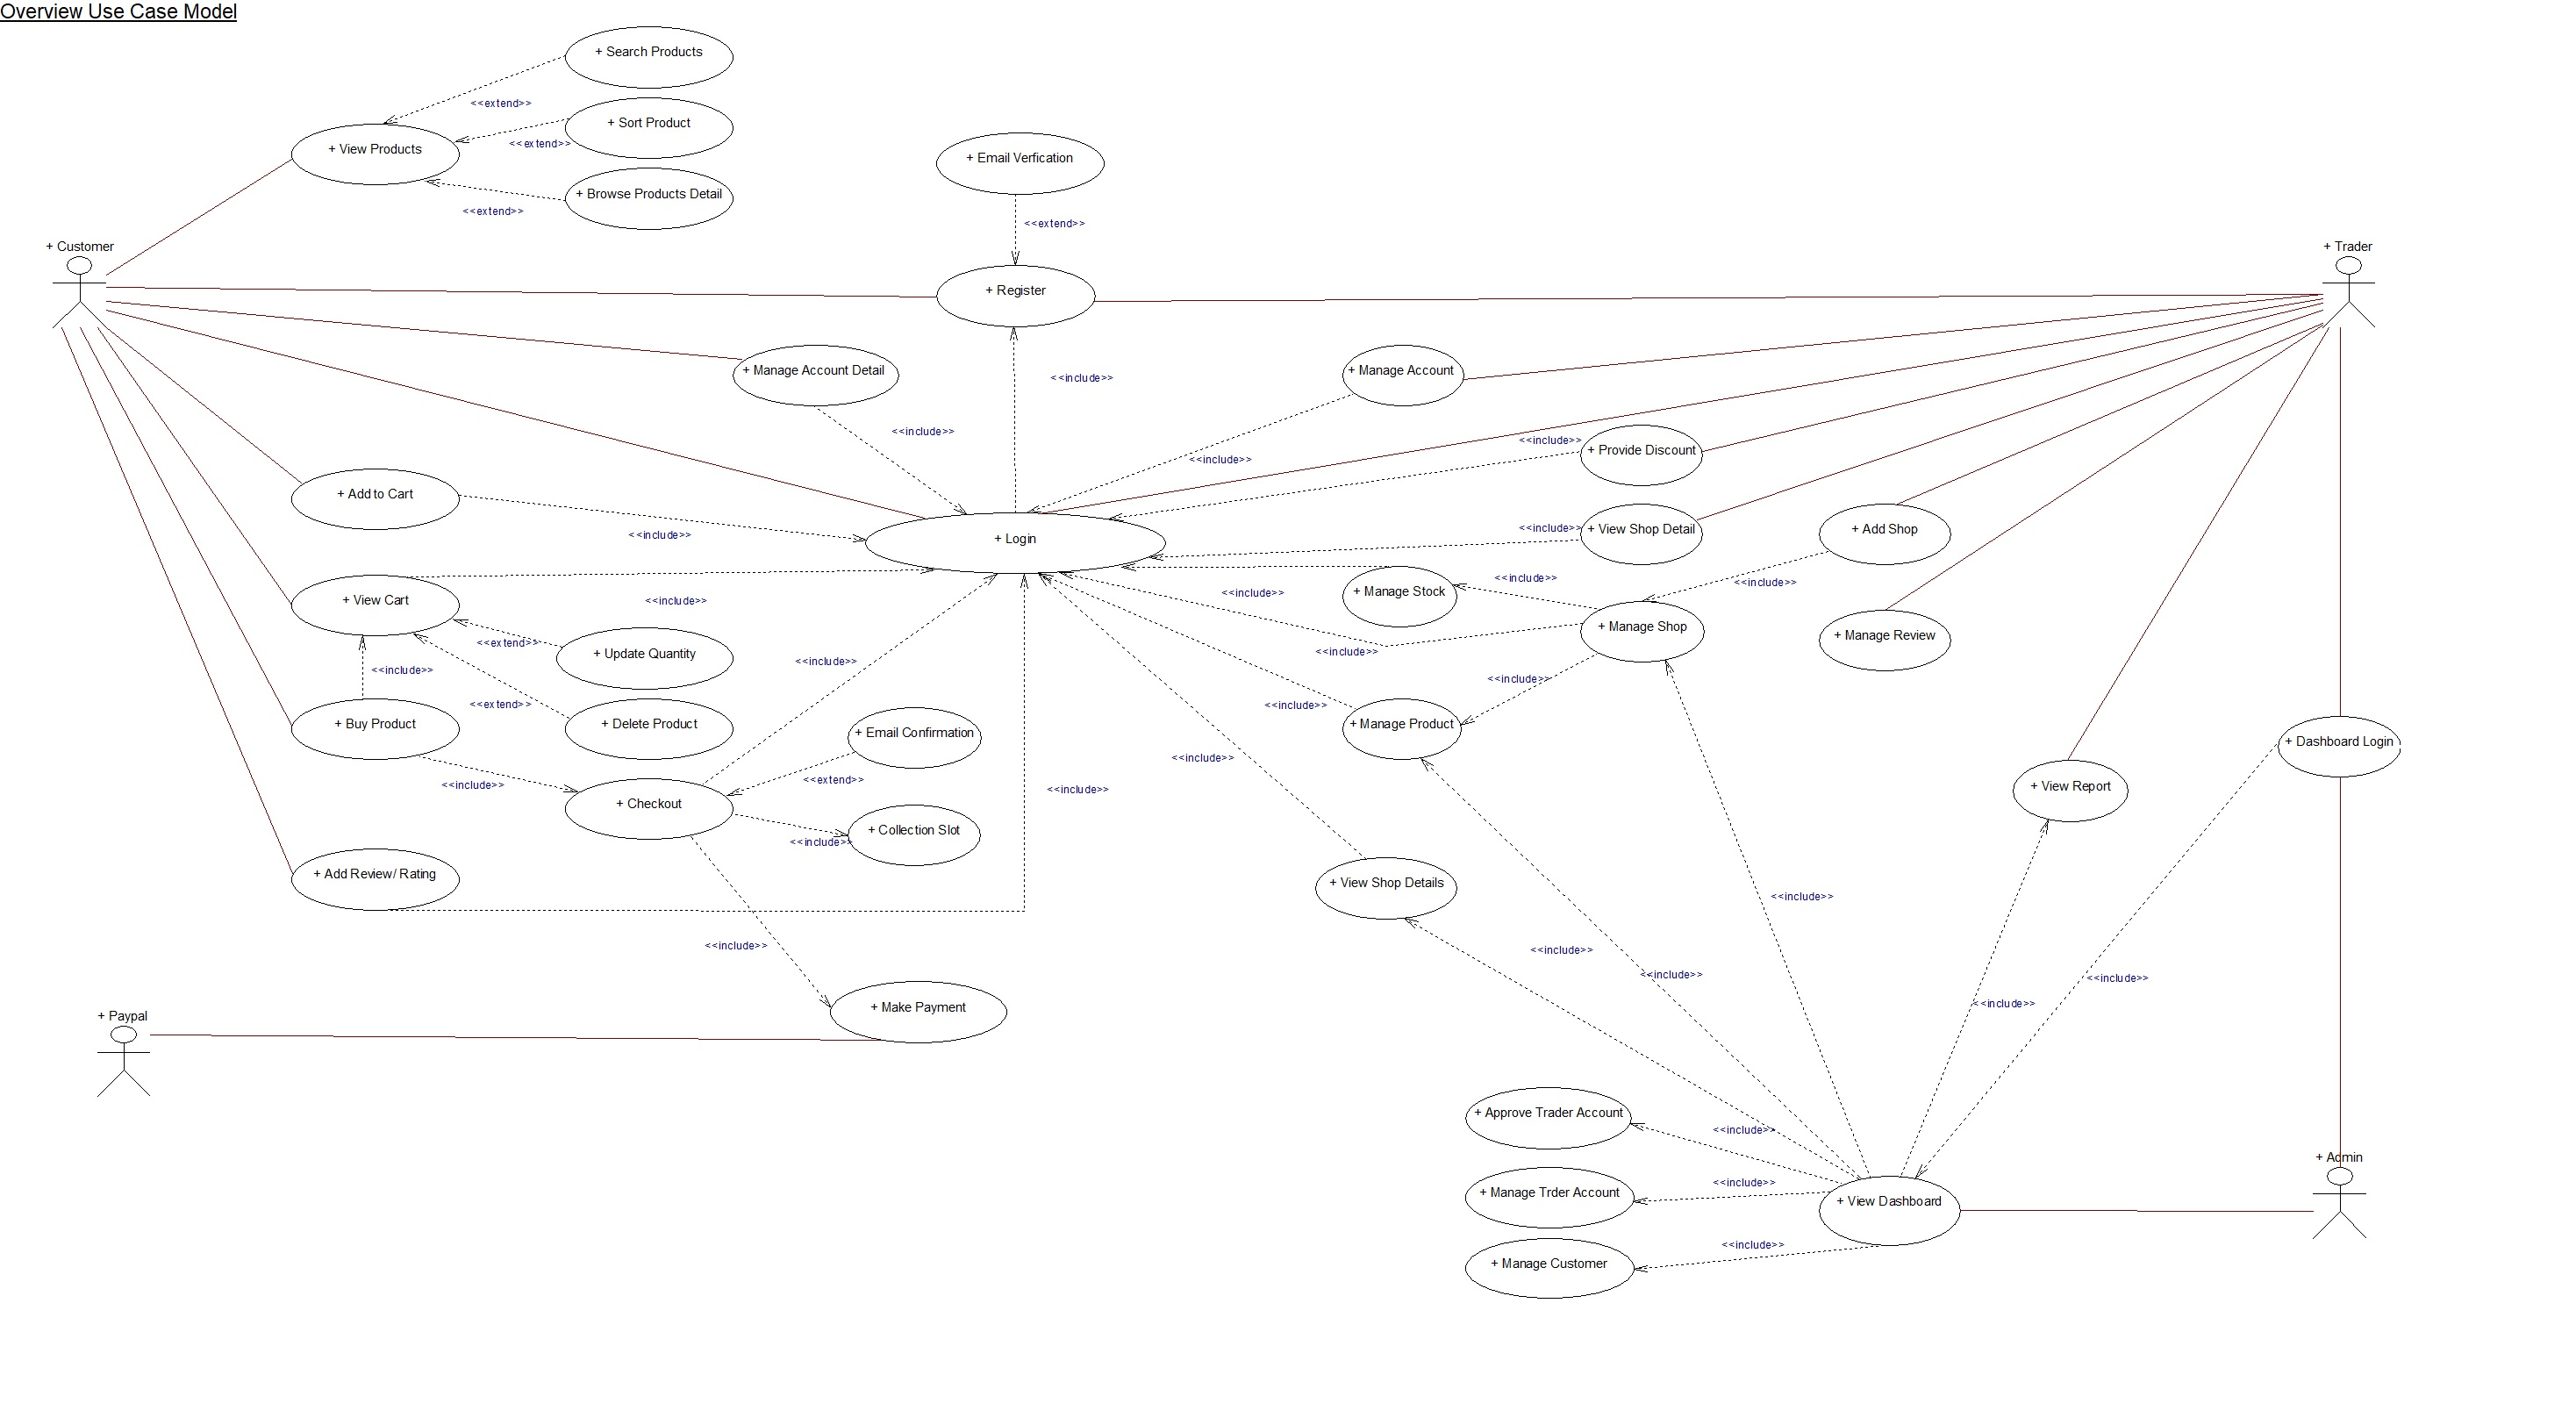 Overview Use Case Model
+ Search Products
<<extend>>
+ Sort Product
+ View Products
<<extend>>
+ Email Verfication
+ Browse Products Detail
<<extend>>
<<extend>>
+ Customer
+ Trader
+ Register
+ Manage Account Detail
<<include>>
+ Manage Account
<<include>>
<<include>>
<<include>>
+ Provide Discount
+ Add to Cart
<<include>>
+ Login
<<include>>
+ View Shop Detail
+ Add Shop
+ View Cart
<<include>>
<<include>>
+ Manage Stock
<<include>>
<<include>>
+ Manage Shop
+ Manage Review
<<extend>>
+ Update Quantity
<<include>>
<<include>>
<<include>>
<<include>>
<<extend>>
<<include>>
+ Buy Product
+ Delete Product
+ Email Confirmation
+ Manage Product
+ Dashboard Login
<<include>>
<<extend>>
<<include>>
<<include>>
+ View Report
+ Checkout
+ Collection Slot
<<include>>
+ Add Review/ Rating
+ View Shop Details
<<include>>
<<include>>
<<include>>
<<include>>
<<include>>
<<include>>
+ Make Payment
+ Paypal
+ Approve Trader Account
<<include>>
+ Admin
+ Manage Trder Account
<<include>>
+ View Dashboard
<<include>>
+ Manage Customer